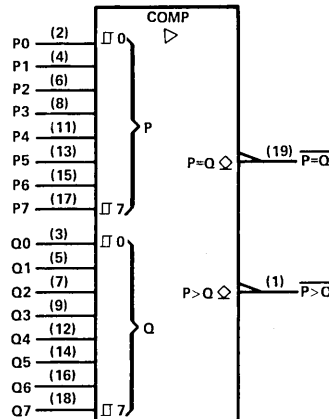 COMP
P0 (2) 0
P1 (4)
P2 (6)
P3 (8)
P4 (11)
P5 (13)
P6 (15)
P7 (17) 7
P
P=Q (19) P=Q
Q0 (3) 0
Q1 (5)
Q2 (7)
Q3 (9)
Q4 (12)
Q5 (14)
Q6 (16)
Q7 (18) 7
Q
P>Q (1) P>Q